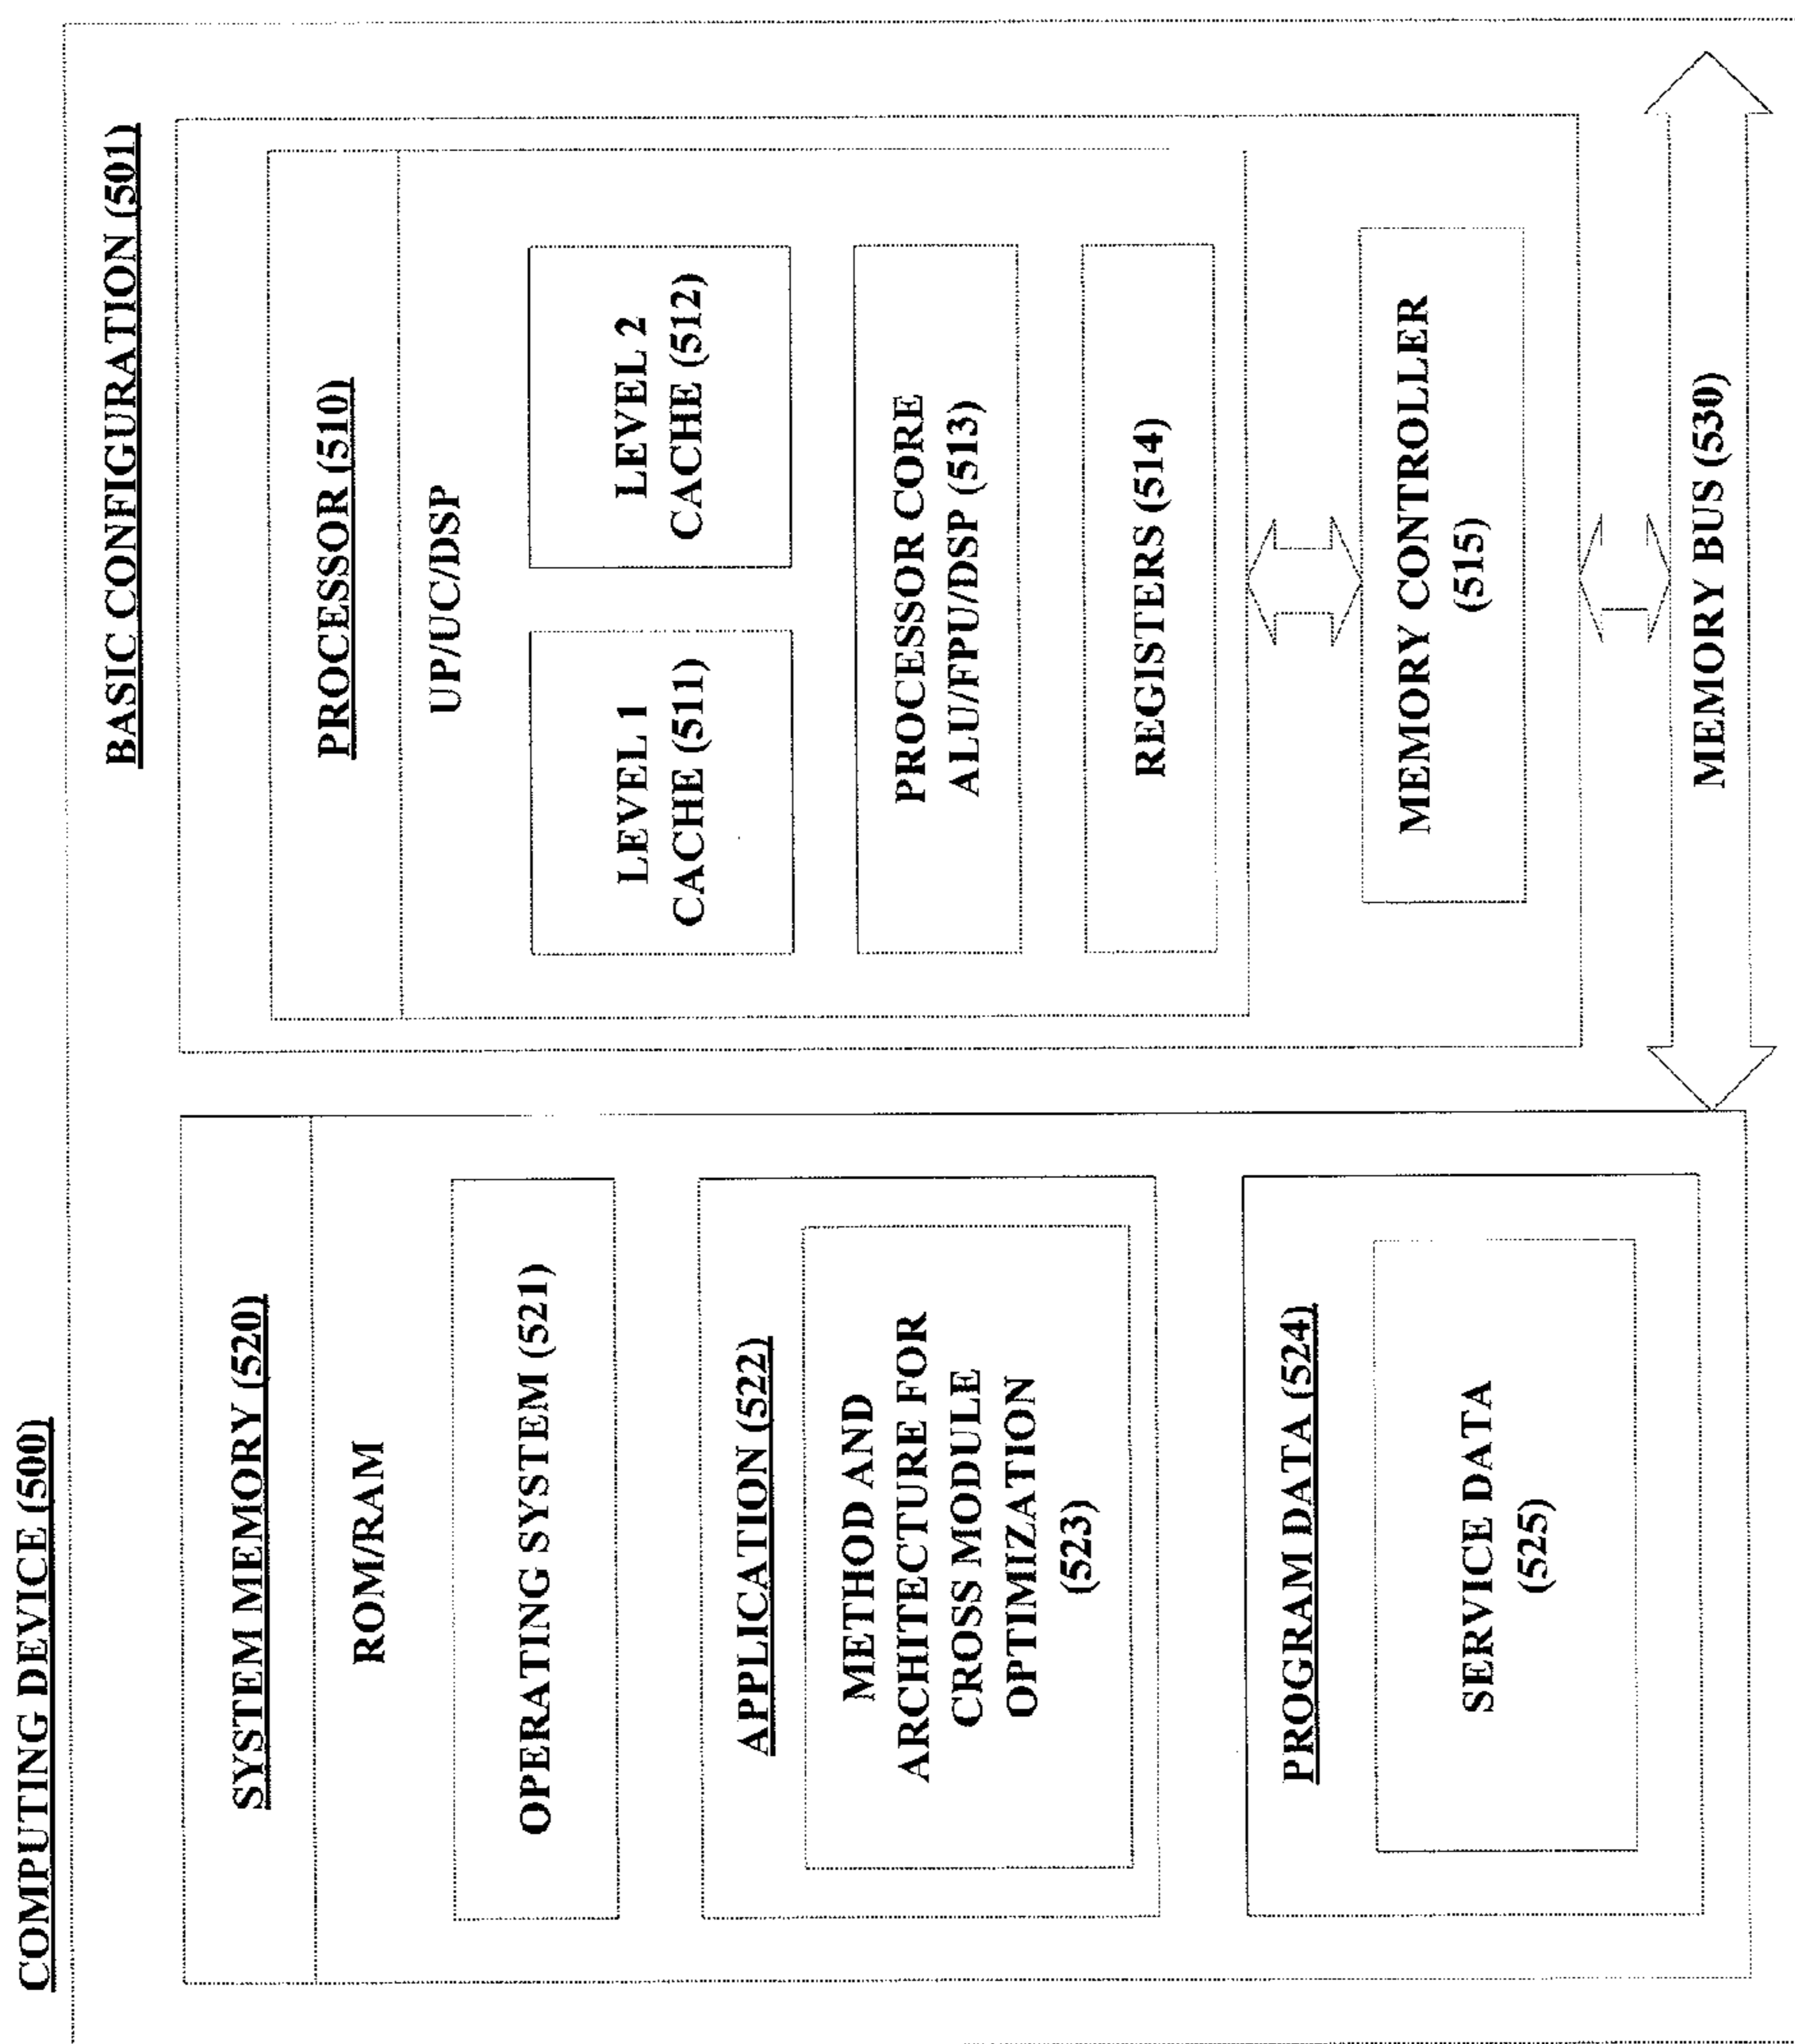 COMPUTING DEVICE (500)
BASIC CONFIGURATION (501)
SYSTEM MEMORY (520)
ROM/RAM
OPERATING SYSTEM (521)
APPLICATION (522)
METHOD AND
ARCHITECTURE FOR
CROSS MODULE
OPTIMIZATION
(523)
PROGRAM DATA (524)
SERVICE DATA
(525)
PROCESSOR (510)
UP/UC/DSP
LEVEL 1
CACHE (511)
LEVEL 2
CACHE (512)
PROCESSOR CORE
ALU/FPU/DSP (513)
REGISTERS (514)
MEMORY CONTROLLER
(515)
MEMORY BUS (530)